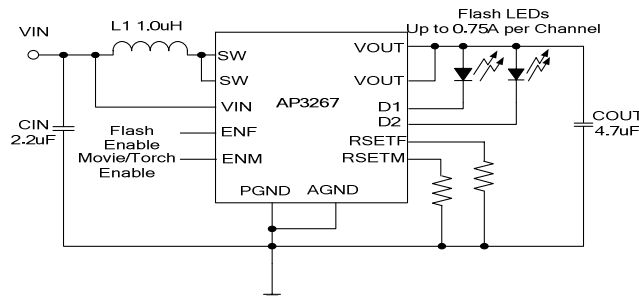 Flash LEDs
Up to 0.75A per Channel
VIN
L1 1.0uH
SW
SW
VIN
ENF
ENM
AP3267
VOUT
VOUT
D1
D2
RSETF
RSETM
PGND
AGND
CIN
2.2uF
Flash
Enable
Movie/Torch
Enable
COUT
4.7uF